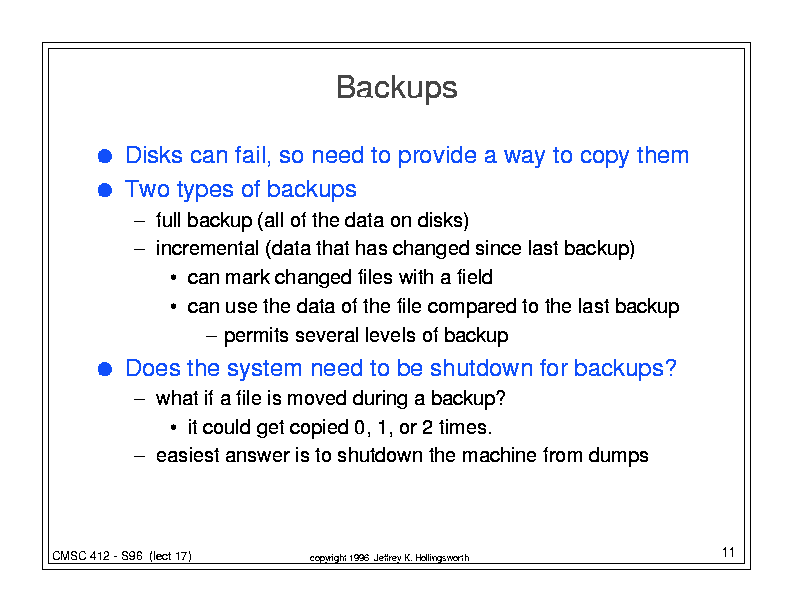 Backups
● Disks can fail, so need to provide a way to copy them
● Two types of backups
– full backup (all of the data on disks)
– incremental (data that has changed since last backup)
• can mark changed files with a field
• can use the data of the file compared to the last backup
– permits several levels of backup
● Does the system need to be shutdown for backups?
– what if a file is moved during a backup?
• it could get copied 0, 1, or 2 times.
– easiest answer is to shutdown the machine from dumps
CMSC 412 - S96 (lect 17)
copyright 1996 Jeffrey K. Hollingsworth
11